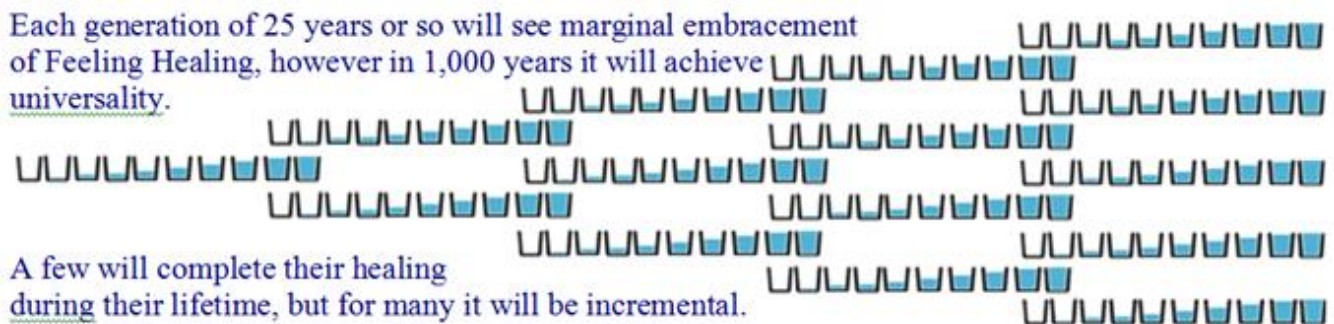 Each generation of 25 years or so will see marginal embracement
of Feeling Healing, however in 1,000 years it will achieve
universality.
A few will complete their healing
during their lifetime, but for many it will be incremental.